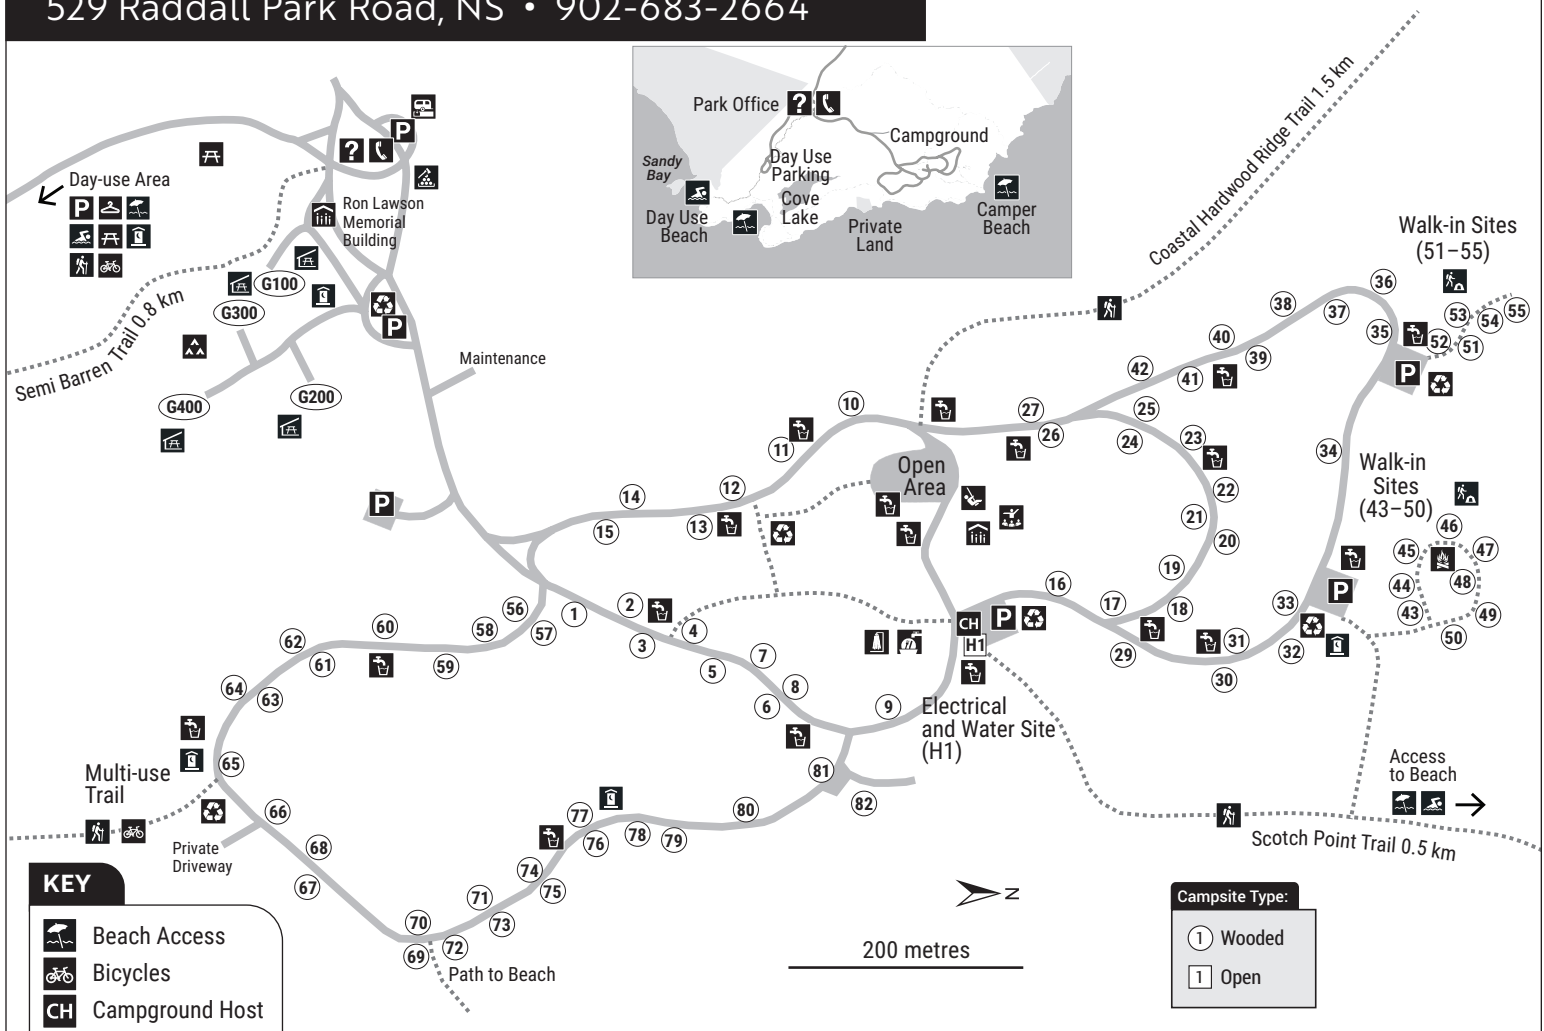 529 Raddall Park Road, NS • 902-683-2664
Park Office
?
Campground
Sandy
Bay
Day Use
Parking
Day Use
Beach
Cove
Lake
Private
Land
Camper
Beach
Coastal Hardwood Ridge Trail 1.5 km
P
?
Day-use Area
P
Ron Lawson
Memorial
Building
G100
G300
P
Semi Barren Trail 0.8 km
G400
G200
Maintenance
P
Walk-in Sites
(51–55)
36
38
37
35
53
54
55
52
51
P
40
39
42
41
10
27
26
25
24
23
11
Open
Area
12
14
13
15
22
21
20
19
18
34
Walk-in
Sites
(43–50)
46
45
47
44
48
43
49
50
P
33
32
31
30
29
17
16
CH
P
H1
Electrical
and Water Site
(H1)
1
2
3
4
5
7
8
6
9
56
57
58
59
60
61
62
63
64
65
Multi-use
Trail
Private
Driveway
66
68
67
70
69
72
71
73
74
75
77
76
78
79
80
81
82
Path to Beach
Access
to Beach
Scotch Point Trail 0.5 km
N
200 metres
KEY
Beach Access
Bicycles
CH Campground Host
Campsite Type:
1 Wooded
1 Open